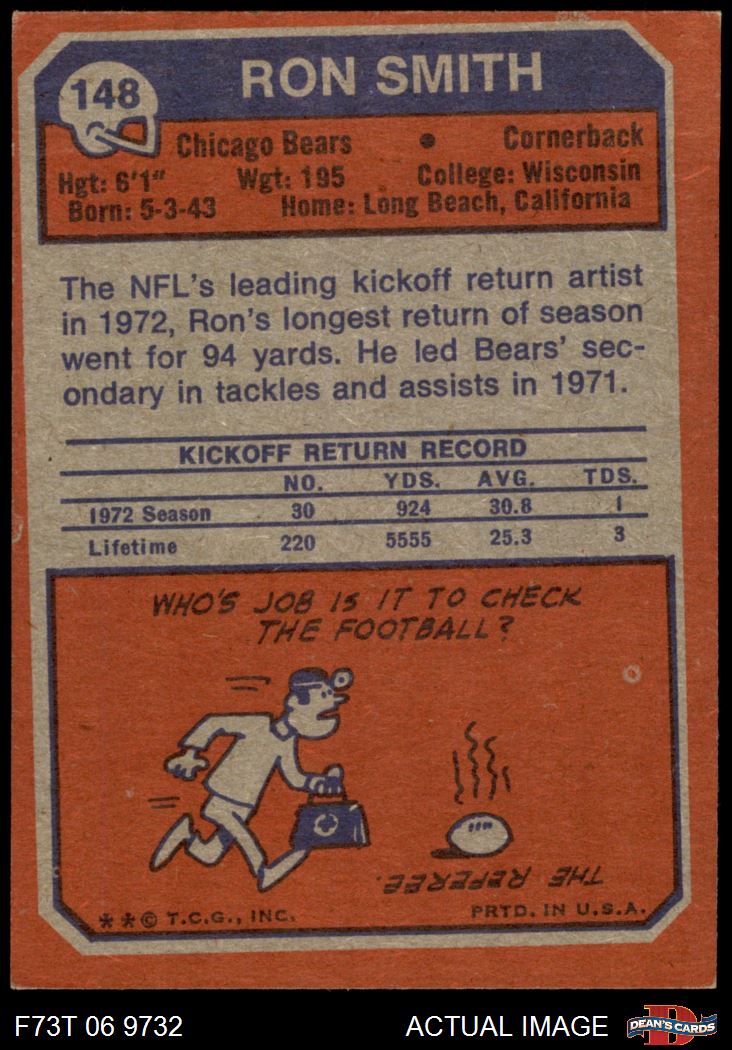 148
RON SMITH
Chicago Bears • Cornerback
Hgt: 6'1" Wgt: 195 College: Wisconsin
Born: 5-3-43 Home: Long Beach, California
The NFL's leading kickoff return artist
in 1972, Ron's longest return of season
went for 94 yards. He led Bears' sec-
ondary in tackles and assists in 1971.
KICKOFF RETURN RECORD
NO. YDS. AVG. TDS.
1972 Season 30 924 30.8 1
Lifetime 220 5555 25.3 3
WHO'S JOB IS IT TO CHECK
THE FOOTBALL?
THE REFEREE.
**© T.C.G., INC. PRTD. IN U.S.A.
F73T 06 9732 ACTUAL IMAGE D DEAN'S CARDS